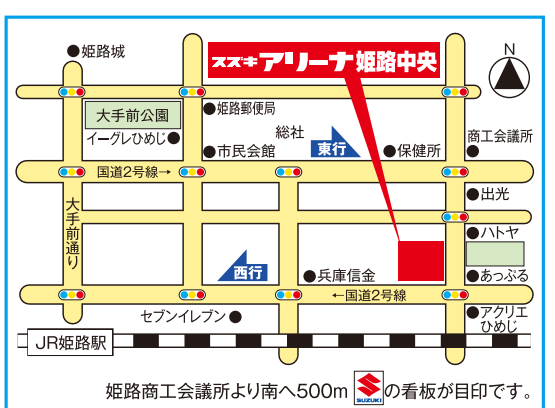 姫路城
スズキ アリーナ 姫路中央
N
大手前公園
姫路郵便局
イーグレひめじ
総社
市民会館
東行
保健所
商工会議所
国道2号線→
出光
大手前通り
ハトヤ
西行
兵庫信金
あっぷる
←国道2号線
セブンイレブン
アクリエ
ひめじ
JR姫路駅
姫路商工会議所より南へ500m SUZUKI の看板が目印です。